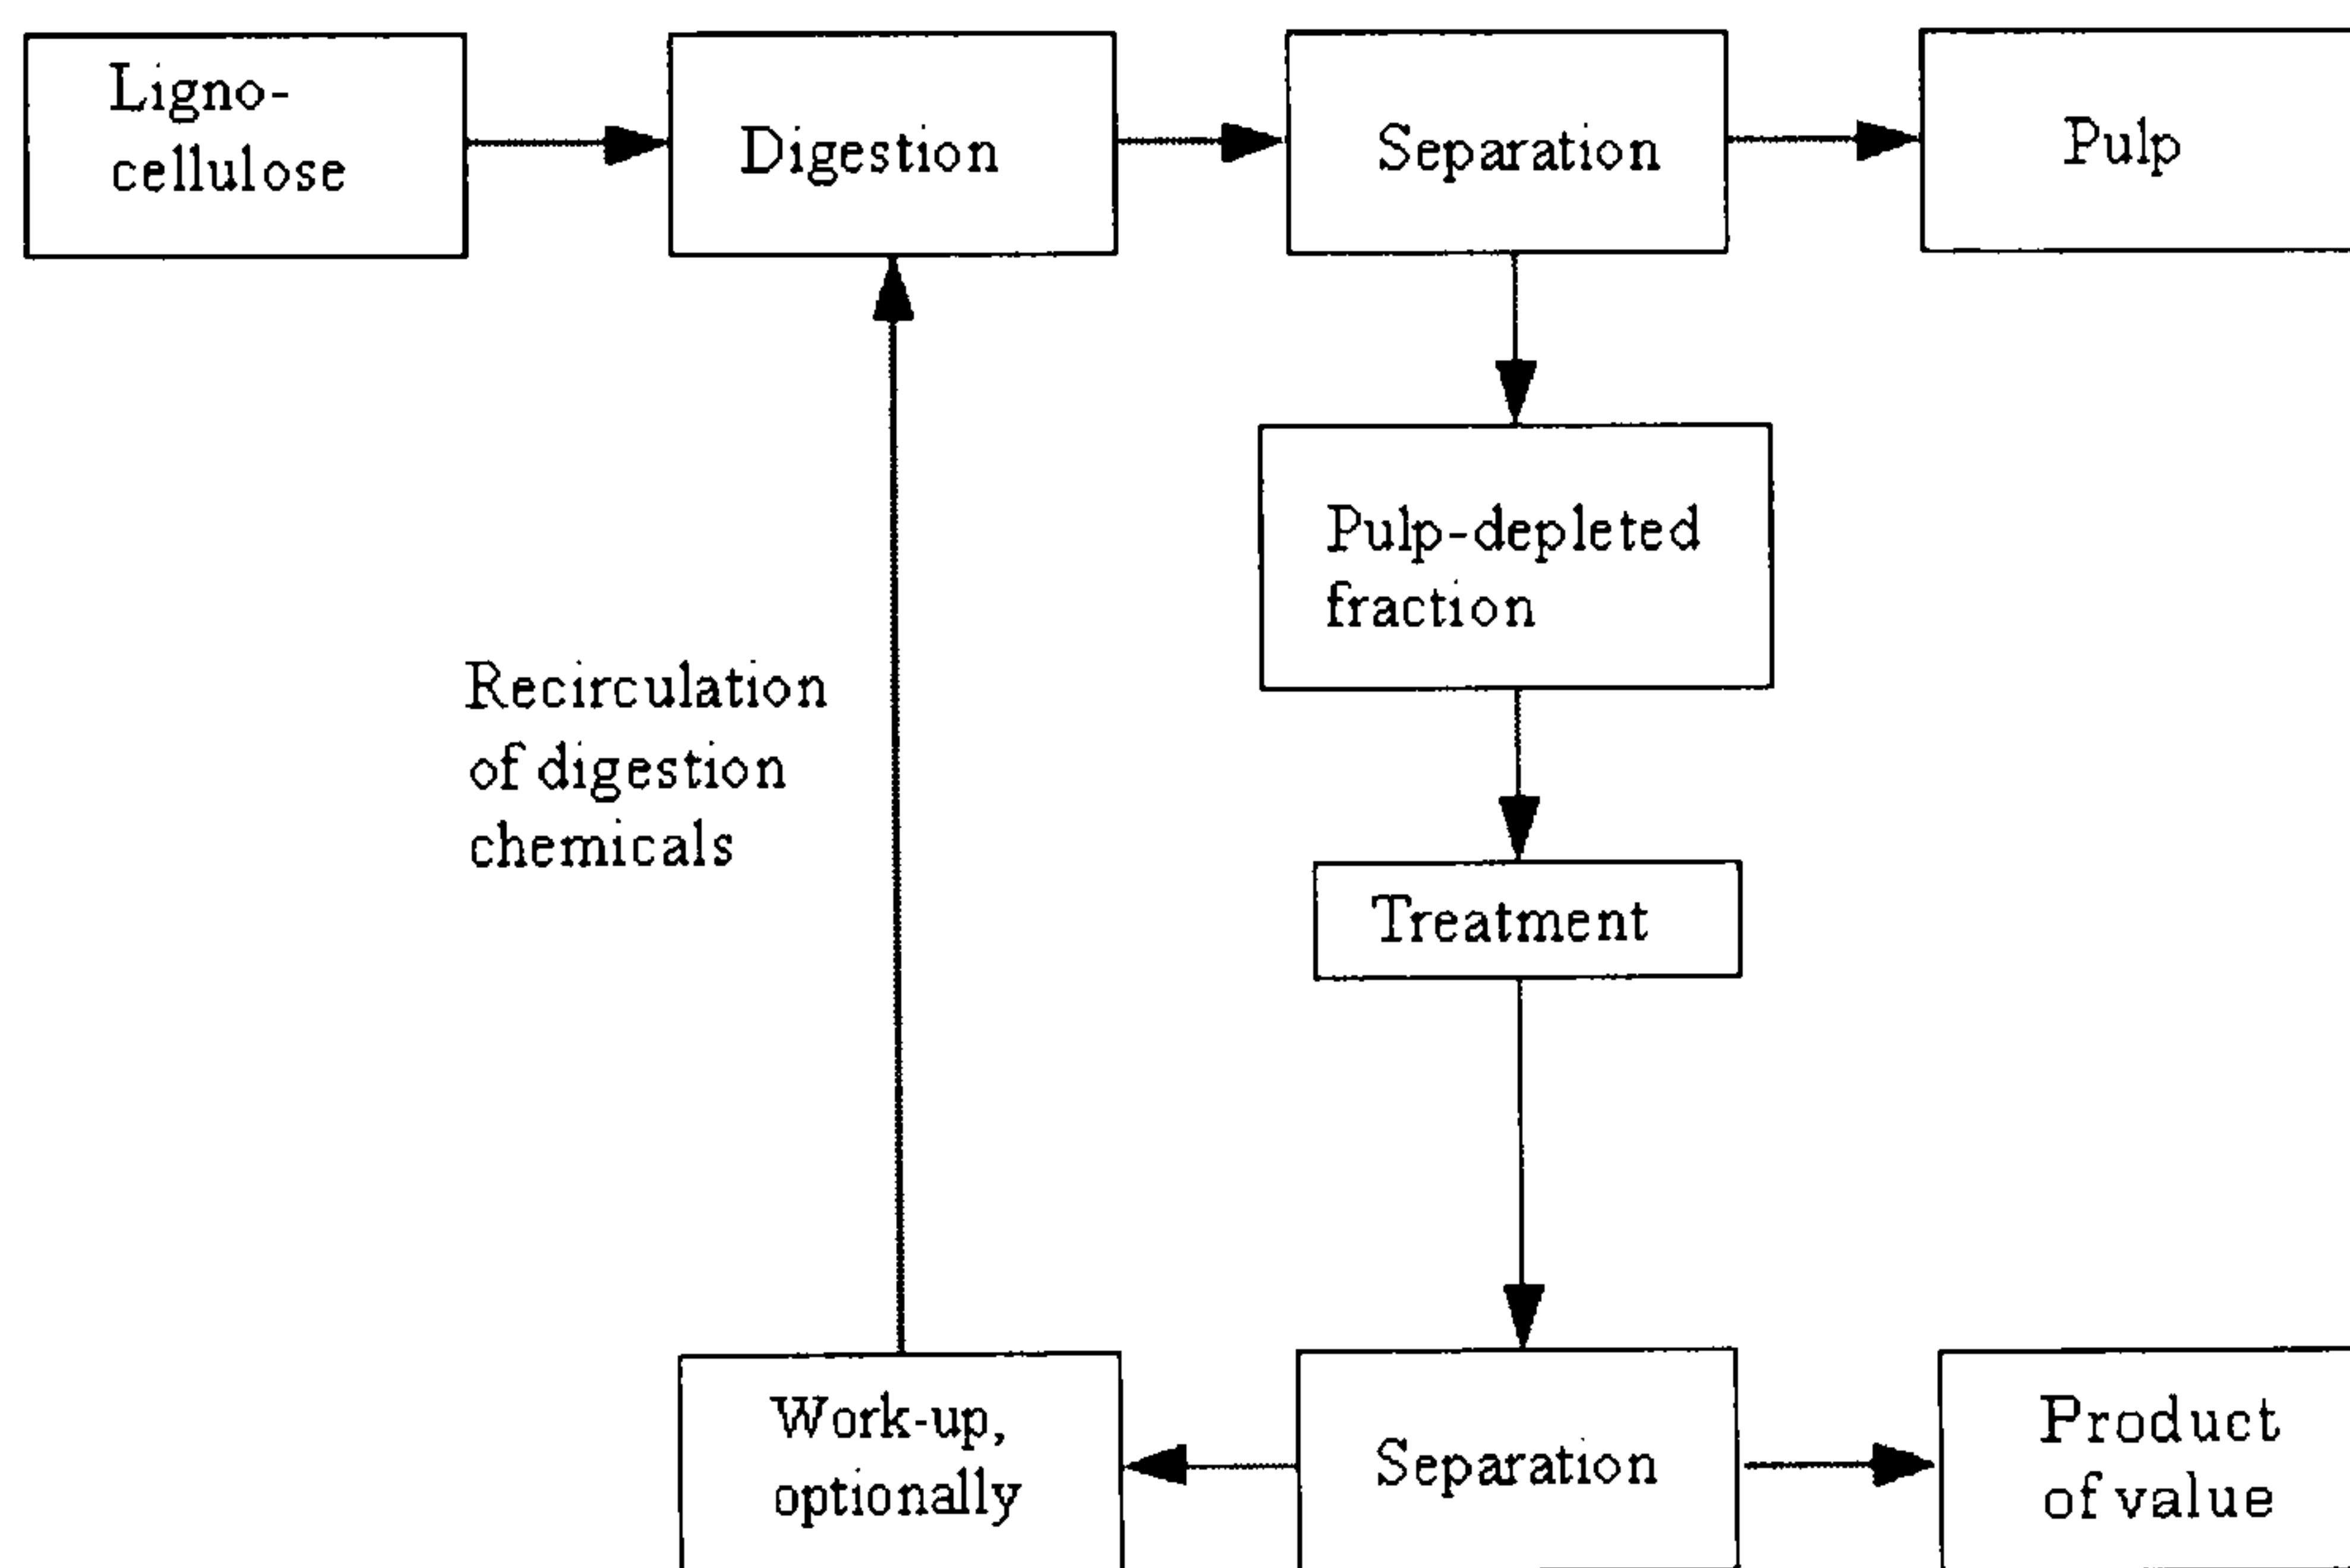 Ligno-
cellulose
Digestion
Separation
Pulp
Pulp-depleted
fraction
Recirculation
of digestion
chemicals
Treatment
Work-up,
optionally
Separation
Product
of value